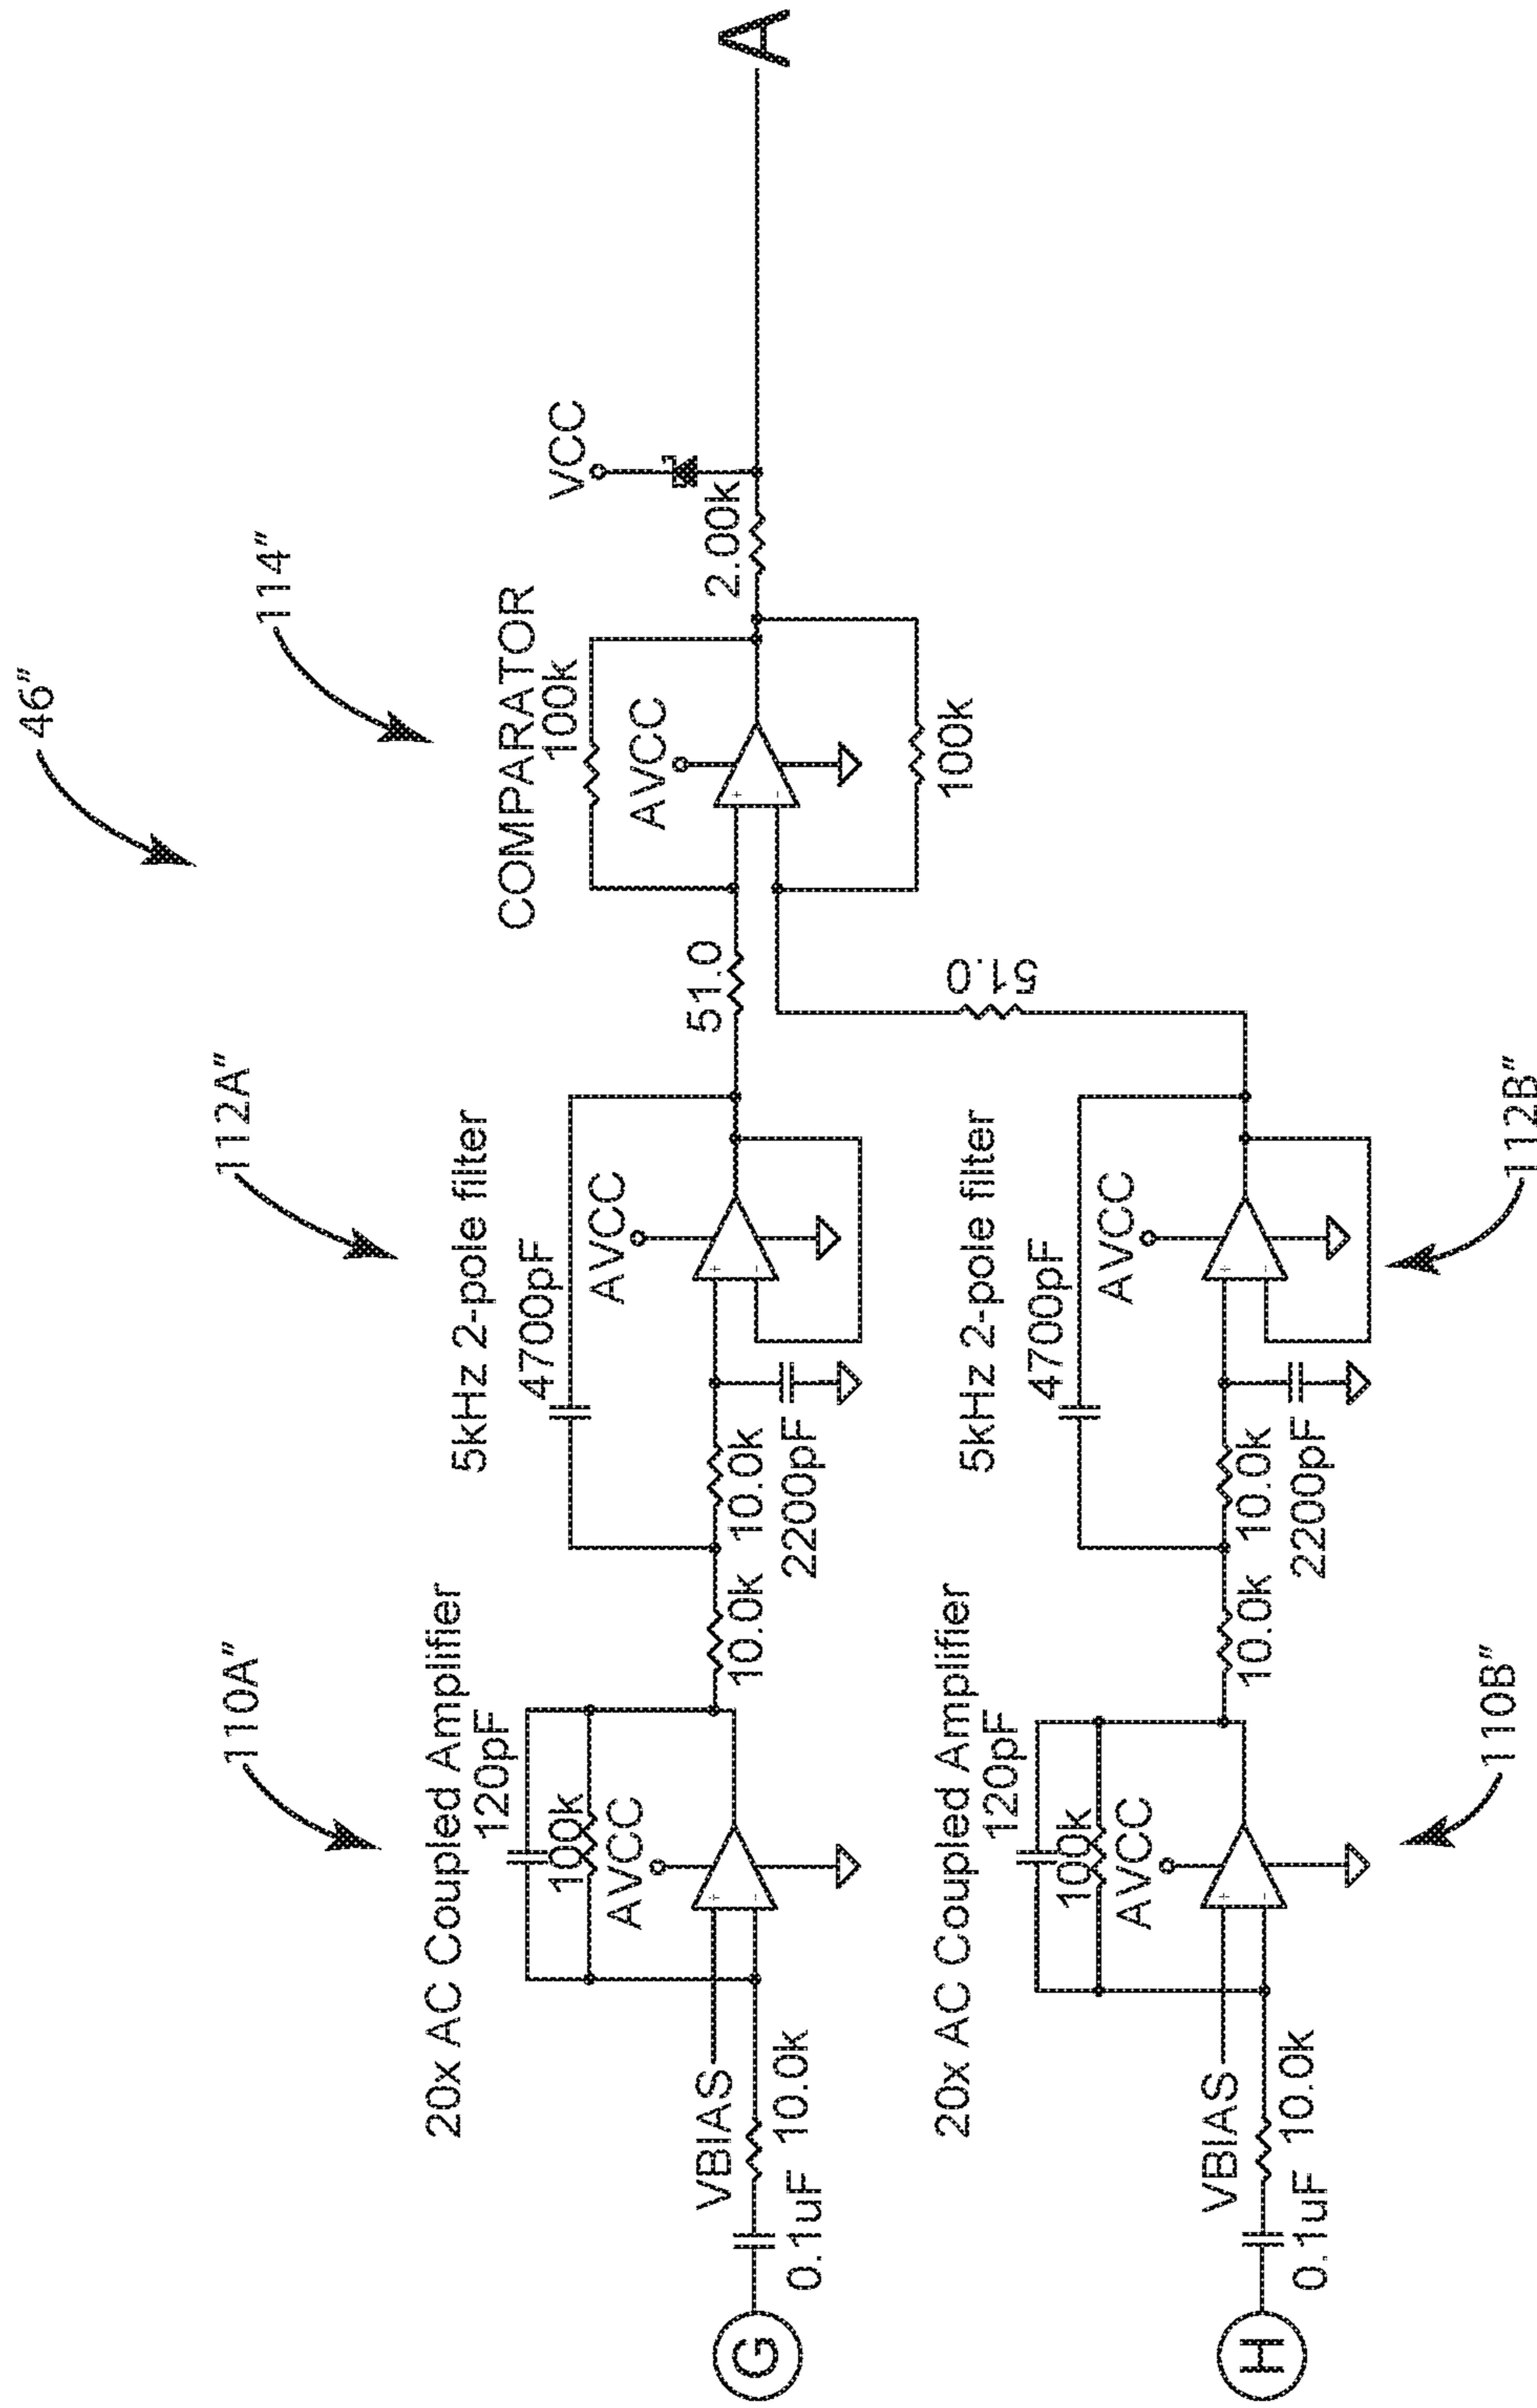 46"
110A"
112A"
114"
20x AC Coupled Amplifier
120pF
100k
AVCC
VBIAS
G
0.1uF
10.0k
10.0k
10.0k
2200pF
5kHz 2-pole filter
4700pF
AVCC
51.0
COMPARATOR
100k
AVCC
100k
2.00k
VCC
A
51.0
20x AC Coupled Amplifier
120pF
100k
AVCC
VBIAS
H
0.1uF
10.0k
10.0k
10.0k
2200pF
5kHz 2-pole filter
4700pF
AVCC
110B"
112B"